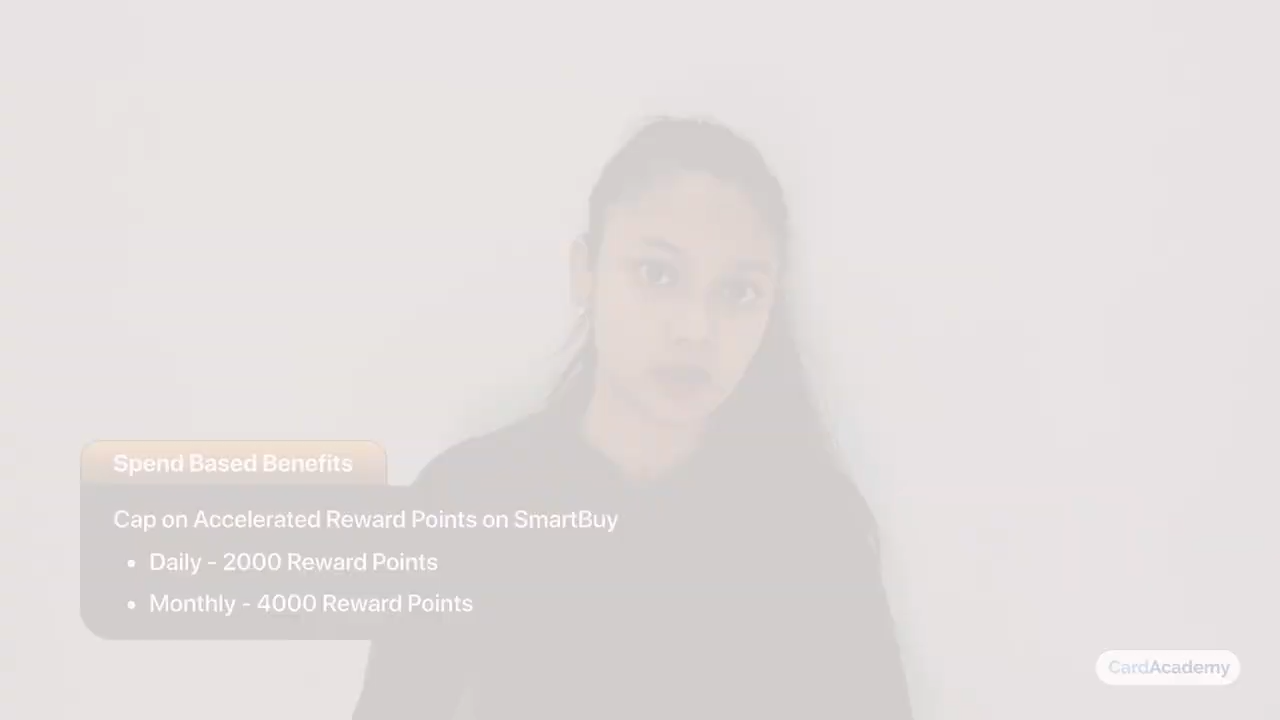 Spend Based Benefits
Cap on Accelerated Reward Points on SmartBuy
• Daily - 2000 Reward Points
• Monthly - 4000 Reward Points
CardAcademy